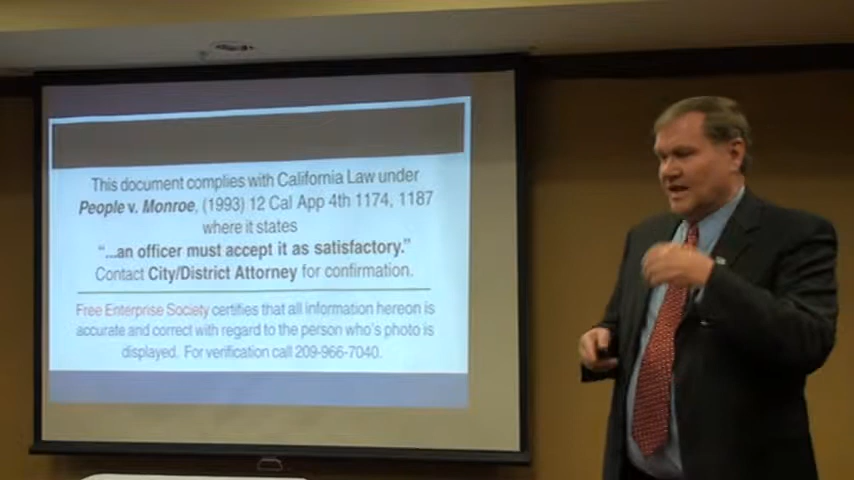 This document complies with California Law under
People v. Monroe, (1993) 12 Cal App 4th 1174, 1187
where it states
“...an officer must accept it as satisfactory.”
Contact City/District Attorney for confirmation.
Free Enterprise Society certifies that all information hereon is
accurate and correct with regard to the person who's photo is
displayed. For verification call 209-966-7040.